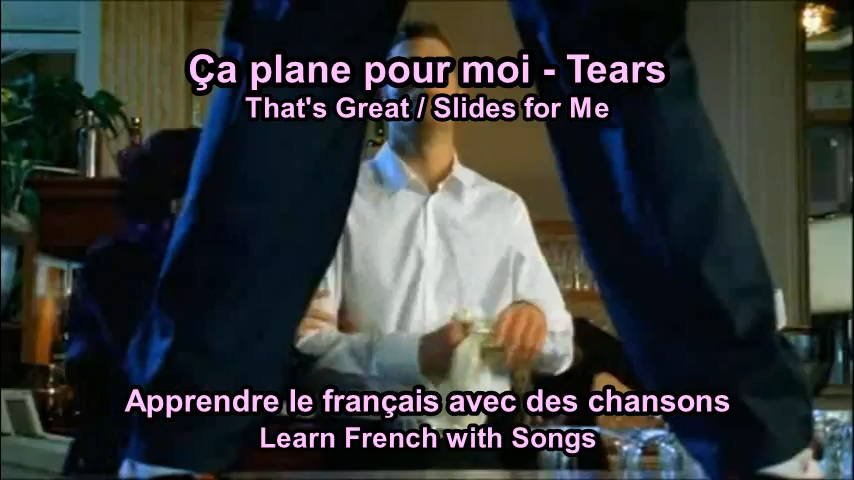 Ça plane pour moi - Tears
That's Great / Slides for Me
Apprendre le français avec des chansons
Learn French with Songs